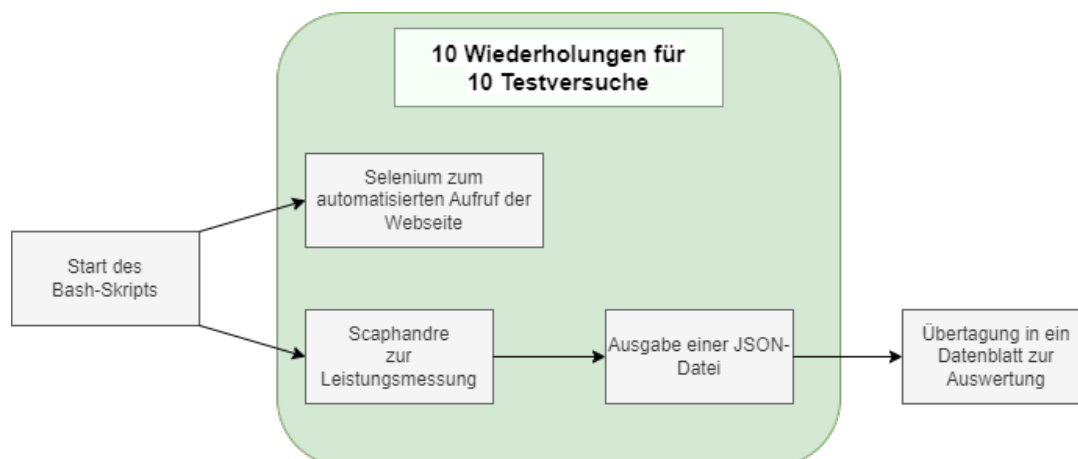 10 Wiederholungen für
10 Testversuche
Selenium zum
automatisierten Aufruf der
Webseite
Start des
Bash-Skripts
Scaphandre
zur
Leistungsmessung
Ausgabe einer JSON-
Datei
Übertagung in ein
Datenblatt zur
Auswertung